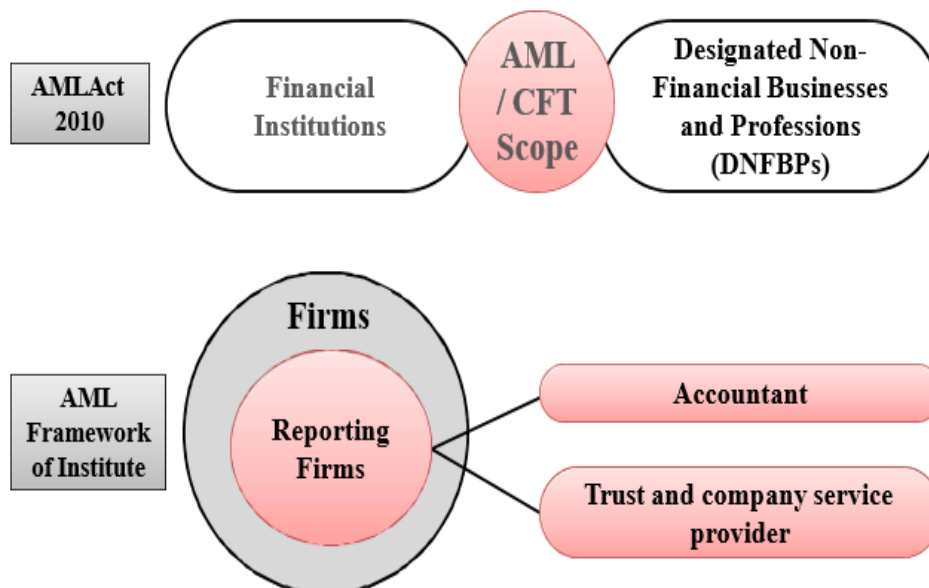 AMLAct
2010
Financial
Institutions
AML
/ CFT
Scope
Designated Non-
Financial Businesses
and Professions
(DNFBPs)
Firms
AML
Framework
of Institute
Reporting
Firms
Accountant
Trust and company service
provider